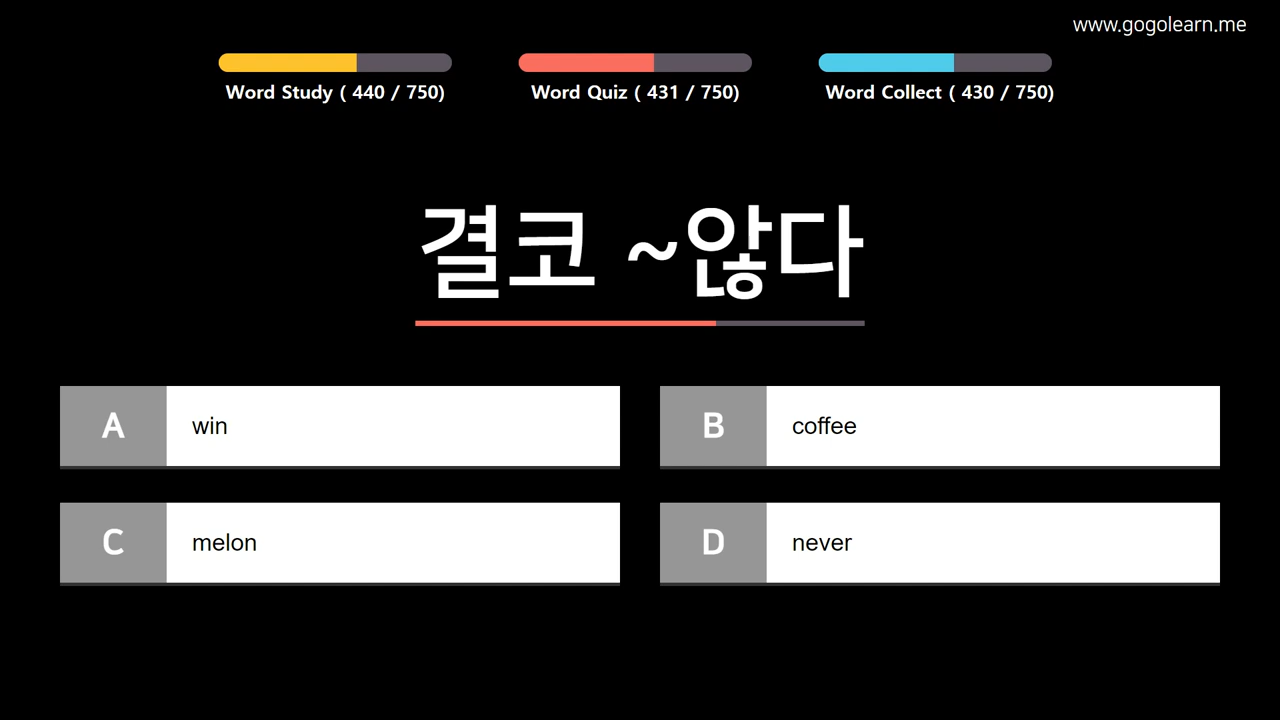 www.gogolearn.me
Word Study ( 440 / 750)
Word Quiz ( 431 / 750)
Word Collect ( 430 / 750)
결코 ~않다
A win
B coffee
C melon
D never